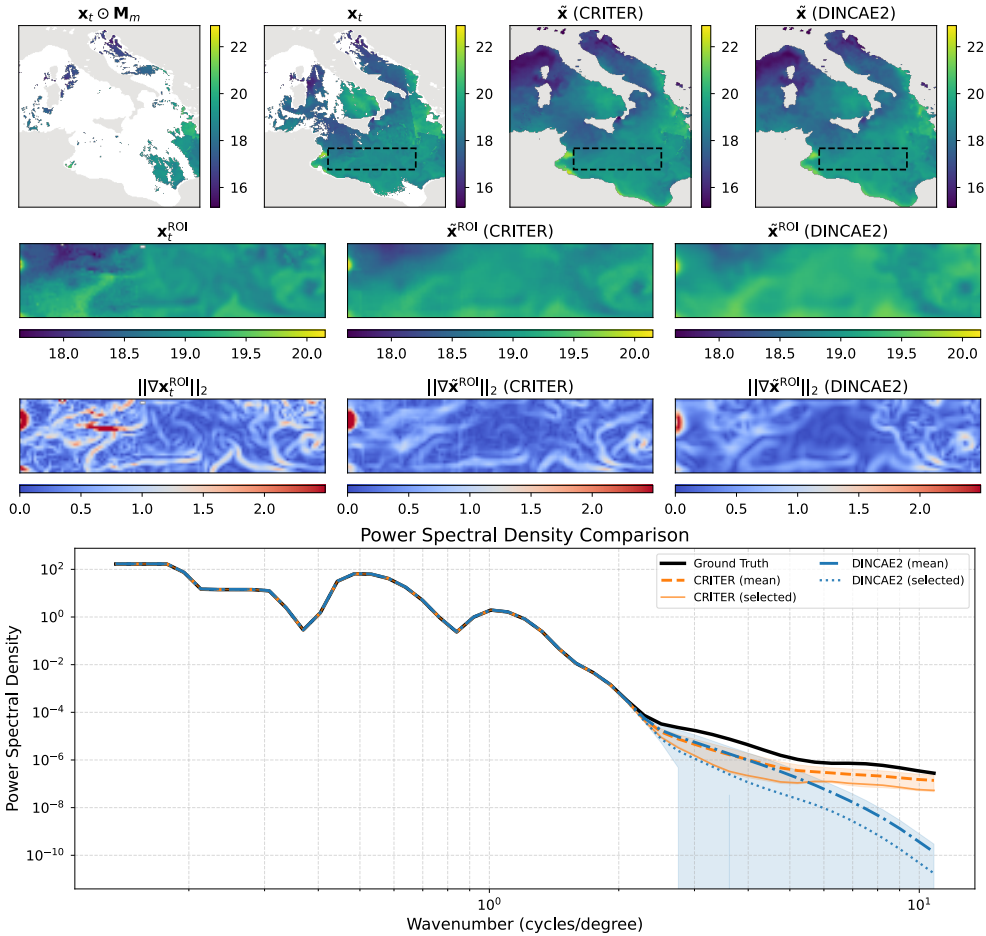 x_t ⊙ M_m
x_t
x̃ (CRITER)
x̃ (DINCAE2)
22
20
18
16
22
20
18
16
22
20
18
16
22
20
18
16
x_t^ROI
x̃^ROI (CRITER)
x̃^ROI (DINCAE2)
18.0 18.5 19.0 19.5 20.0
18.0 18.5 19.0 19.5 20.0
18.0 18.5 19.0 19.5 20.0
||∇x_t^ROI||_2
||∇x̃^ROI||_2 (CRITER)
||∇x̃^ROI||_2 (DINCAE2)
0.0 0.5 1.0 1.5 2.0
0.0 0.5 1.0 1.5 2.0
0.0 0.5 1.0 1.5 2.0
Power Spectral Density Comparison
Ground Truth
CRITER (mean)
CRITER (selected)
DINCAE2 (mean)
DINCAE2 (selected)
Power Spectral Density
10^2
10^0
10^−2
10^−4
10^−6
10^−8
10^−10
10^0
10^1
Wavenumber (cycles/degree)